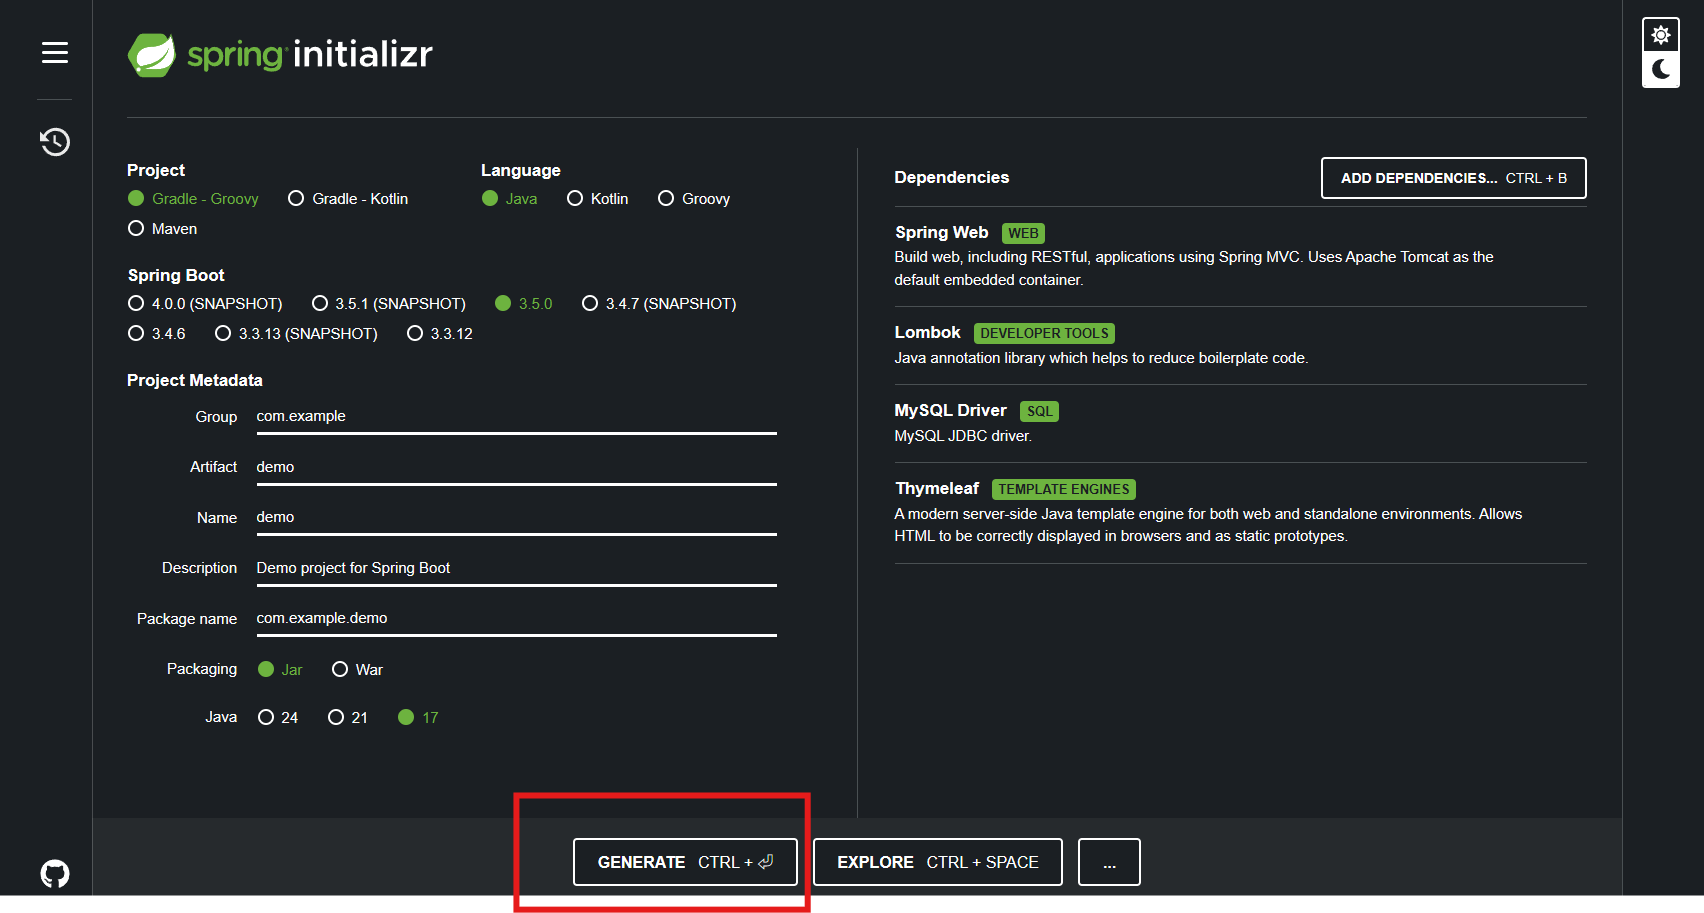 spring initializr
Project
Gradle - Groovy Gradle - Kotlin
Maven
Language
Java Kotlin Groovy
Spring Boot
4.0.0 (SNAPSHOT) 3.5.1 (SNAPSHOT) 3.5.0 3.4.7 (SNAPSHOT)
3.4.6 3.3.13 (SNAPSHOT) 3.3.12
Project Metadata
Group com.example
Artifact demo
Name demo
Description Demo project for Spring Boot
Package name com.example.demo
Packaging Jar War
Java 24 21 17
Dependencies
ADD DEPENDENCIES... CTRL + B
Spring Web WEB
Build web, including RESTful, applications using Spring MVC. Uses Apache Tomcat as the
default embedded container.
Lombok DEVELOPER TOOLS
Java annotation library which helps to reduce boilerplate code.
MySQL Driver SQL
MySQL JDBC driver.
Thymeleaf TEMPLATE ENGINES
A modern server-side Java template engine for both web and standalone environments. Allows
HTML to be correctly displayed in browsers and as static prototypes.
GENERATE CTRL + ⏎
EXPLORE CTRL + SPACE
...